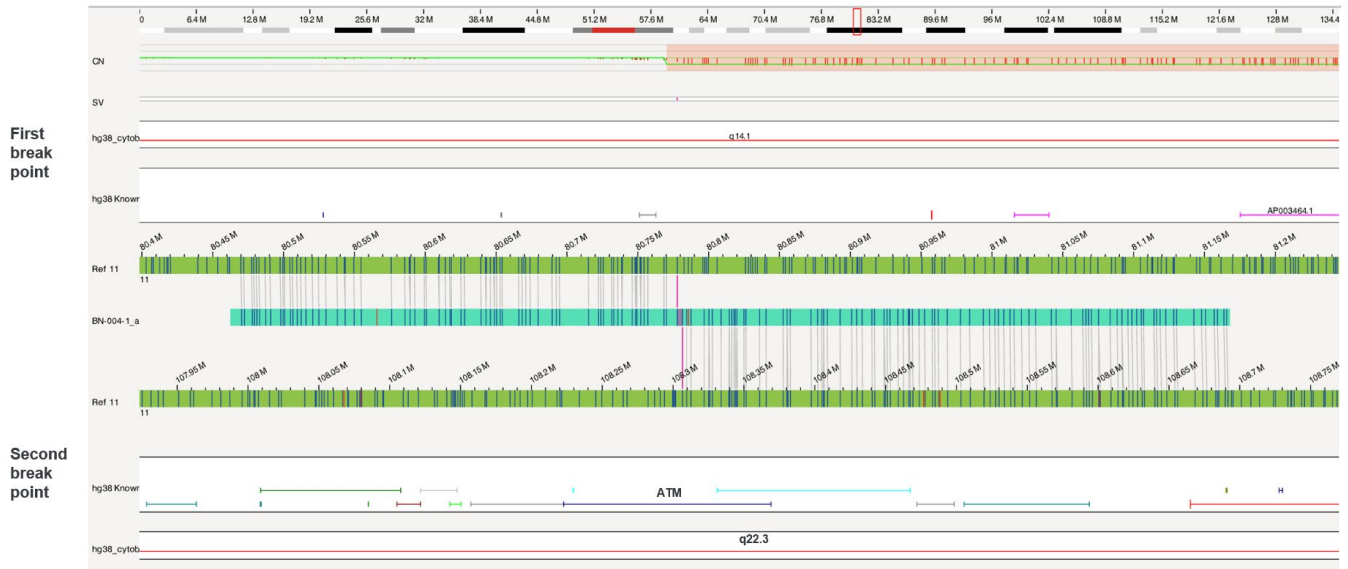 0 6.4 M 12.8 M 19.2 M 25.6 M 32 M 38.4 M 44.8 M 51.2 M 57.6 M 64 M 70.4 M 76.8 M 83.2 M 89.6 M 96 M 102.4 M 108.8 M 115.2 M 121.6 M 128 M 134.4
CN
SV
First
break
point
hg38_cytob
q14.1
hg38 Knowr
AP003464.1
80.4 M 80.45 M 80.5 M 80.55 M 80.6 M 80.65 M 80.7 M 80.75 M 80.8 M 80.85 M 80.9 M 80.95 M 81 M 81.05 M 81.1 M 81.15 M 81.2 M
Ref 11
11
BN-004-1_a
107.95 M 108 M 108.05 M 108.1 M 108.15 M 108.2 M 108.25 M 108.3 M 108.35 M 108.4 M 108.45 M 108.5 M 108.55 M 108.6 M 108.65 M 108.7 M 108.75 M
Ref 11
11
Second
break
point
hg38 Knowr
ATM
q22.3
hg38_cytob